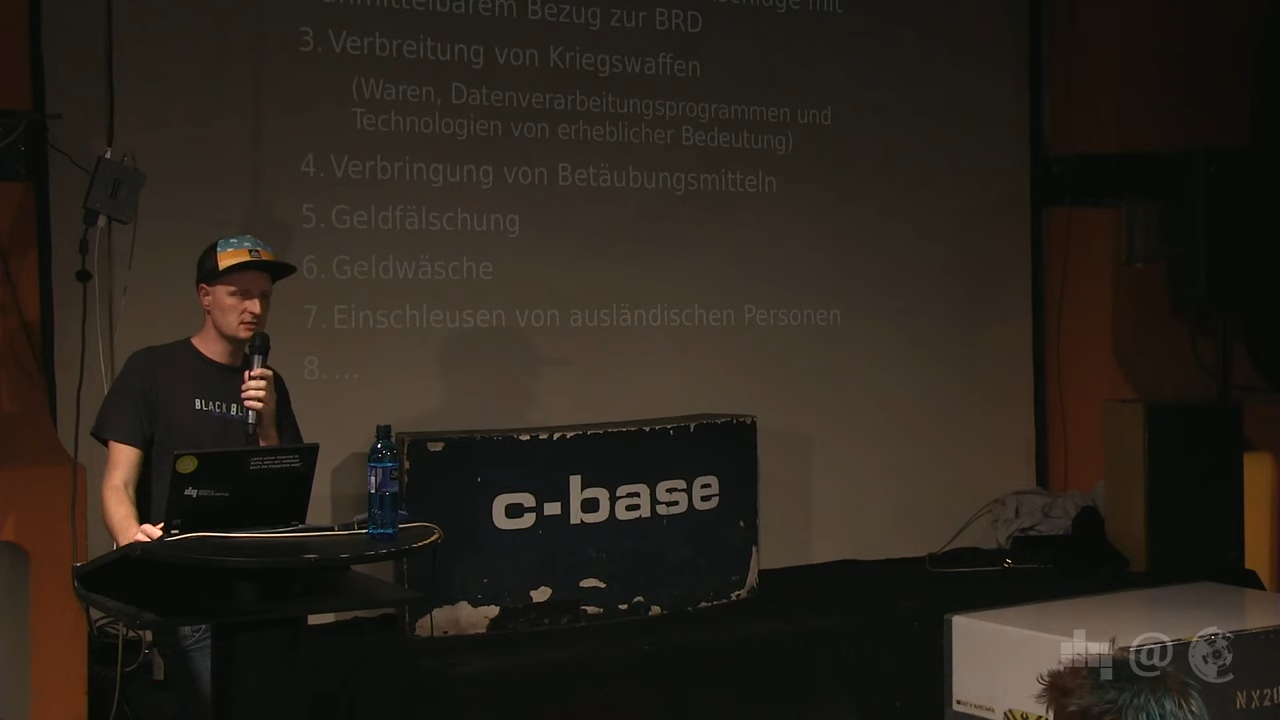 mit
unmittelbarem Bezug zur BRD
3. Verbreitung von Kriegswaffen
(Waren, Datenverarbeitungsprogrammen und
Technologien von erheblicher Bedeutung)
4. Verbringung von Betäubungsmitteln
5. Geldfälschung
6. Geldwäsche
7. Einschleusen von ausländischen Personen
8. ...
BLACK
c-base
@